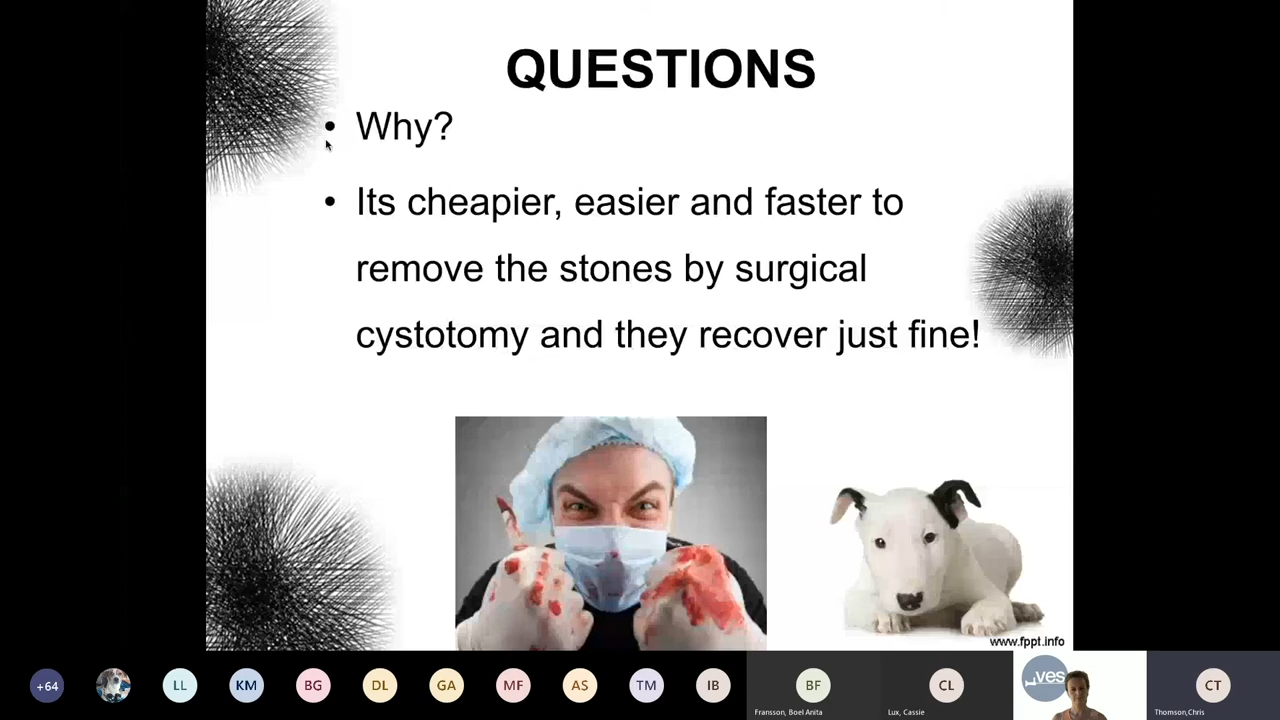 QUESTIONS
• Why?
• Its cheapier, easier and faster to
remove the stones by surgical
cystotomy and they recover just fine!
www.fppt.info
+64
LL
KM
BG
DL
GA
MF
AS
TM
IB
BF
Fransson, Boel Anita
CL
Lux, Cassie
VES
CT
Thomson,Chris